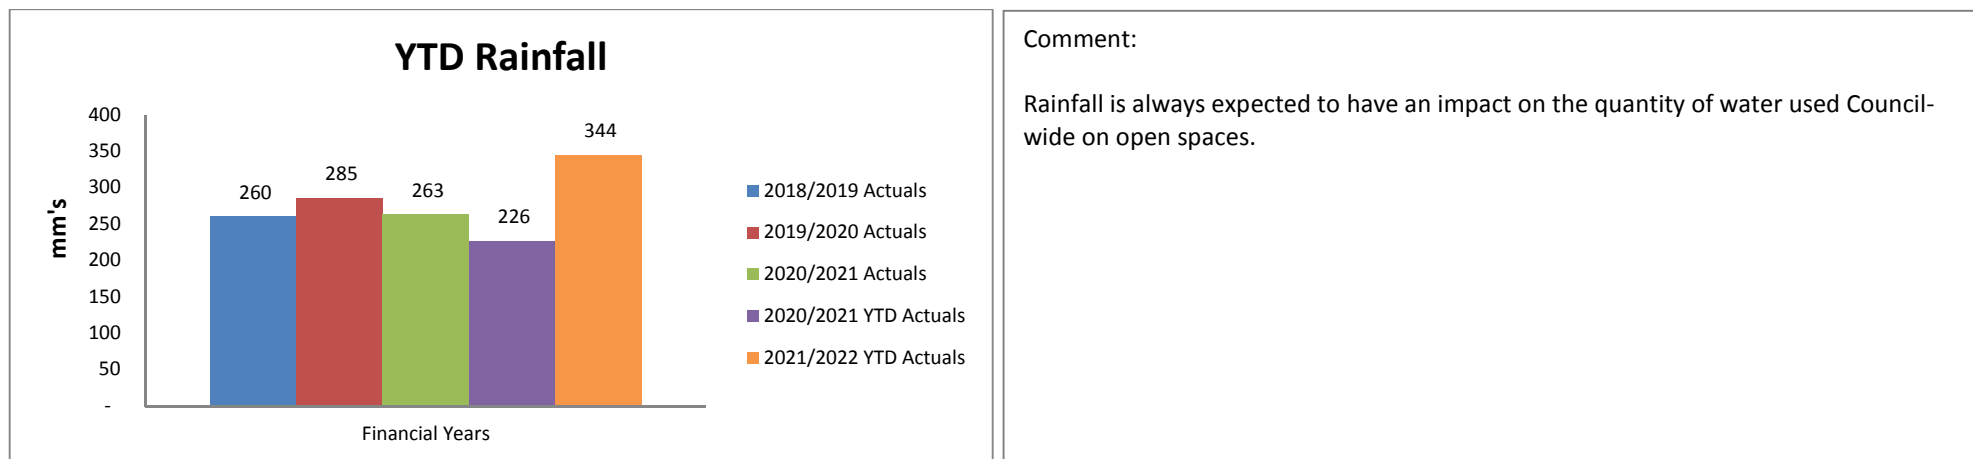 YTD Rainfall
mm's
400
350
300
250
200
150
100
50
-
260
285
263
226
344
Financial Years
2018/2019 Actuals
2019/2020 Actuals
2020/2021 Actuals
2020/2021 YTD Actuals
2021/2022 YTD Actuals
Comment:
Rainfall is always expected to have an impact on the quantity of water used Council-
wide on open spaces.